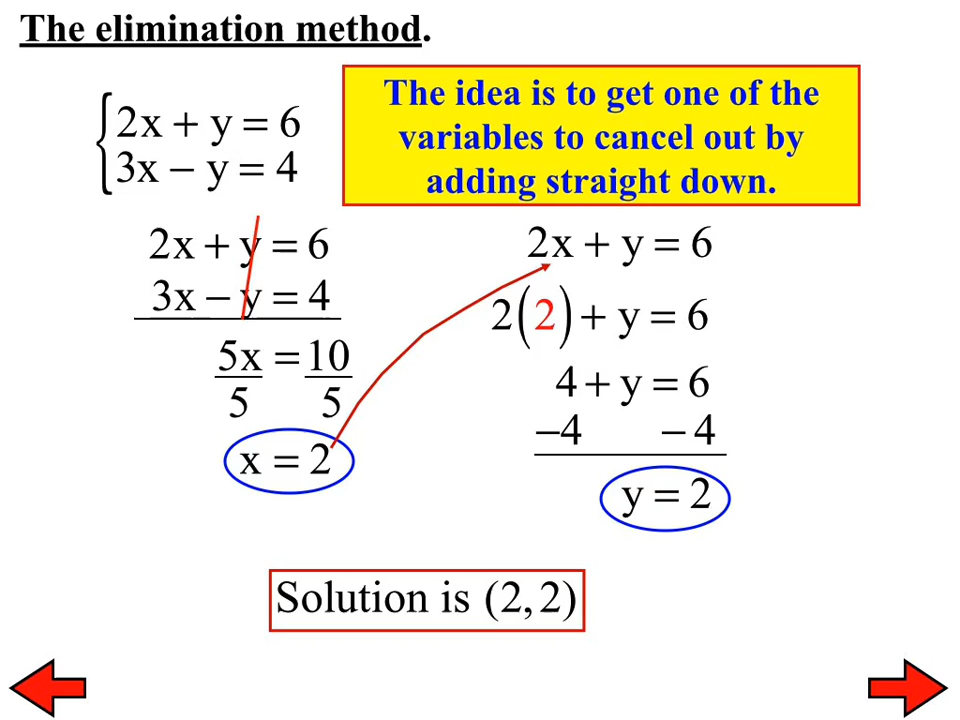 The elimination method.
2x + y = 6
3x − y = 4
The idea is to get one of the
variables to cancel out by
adding straight down.
2x + y = 6
3x − y = 4
5x = 10
5 5
x = 2
2x + y = 6
2(2) + y = 6
4 + y = 6
−4 − 4
y = 2
Solution is (2, 2)